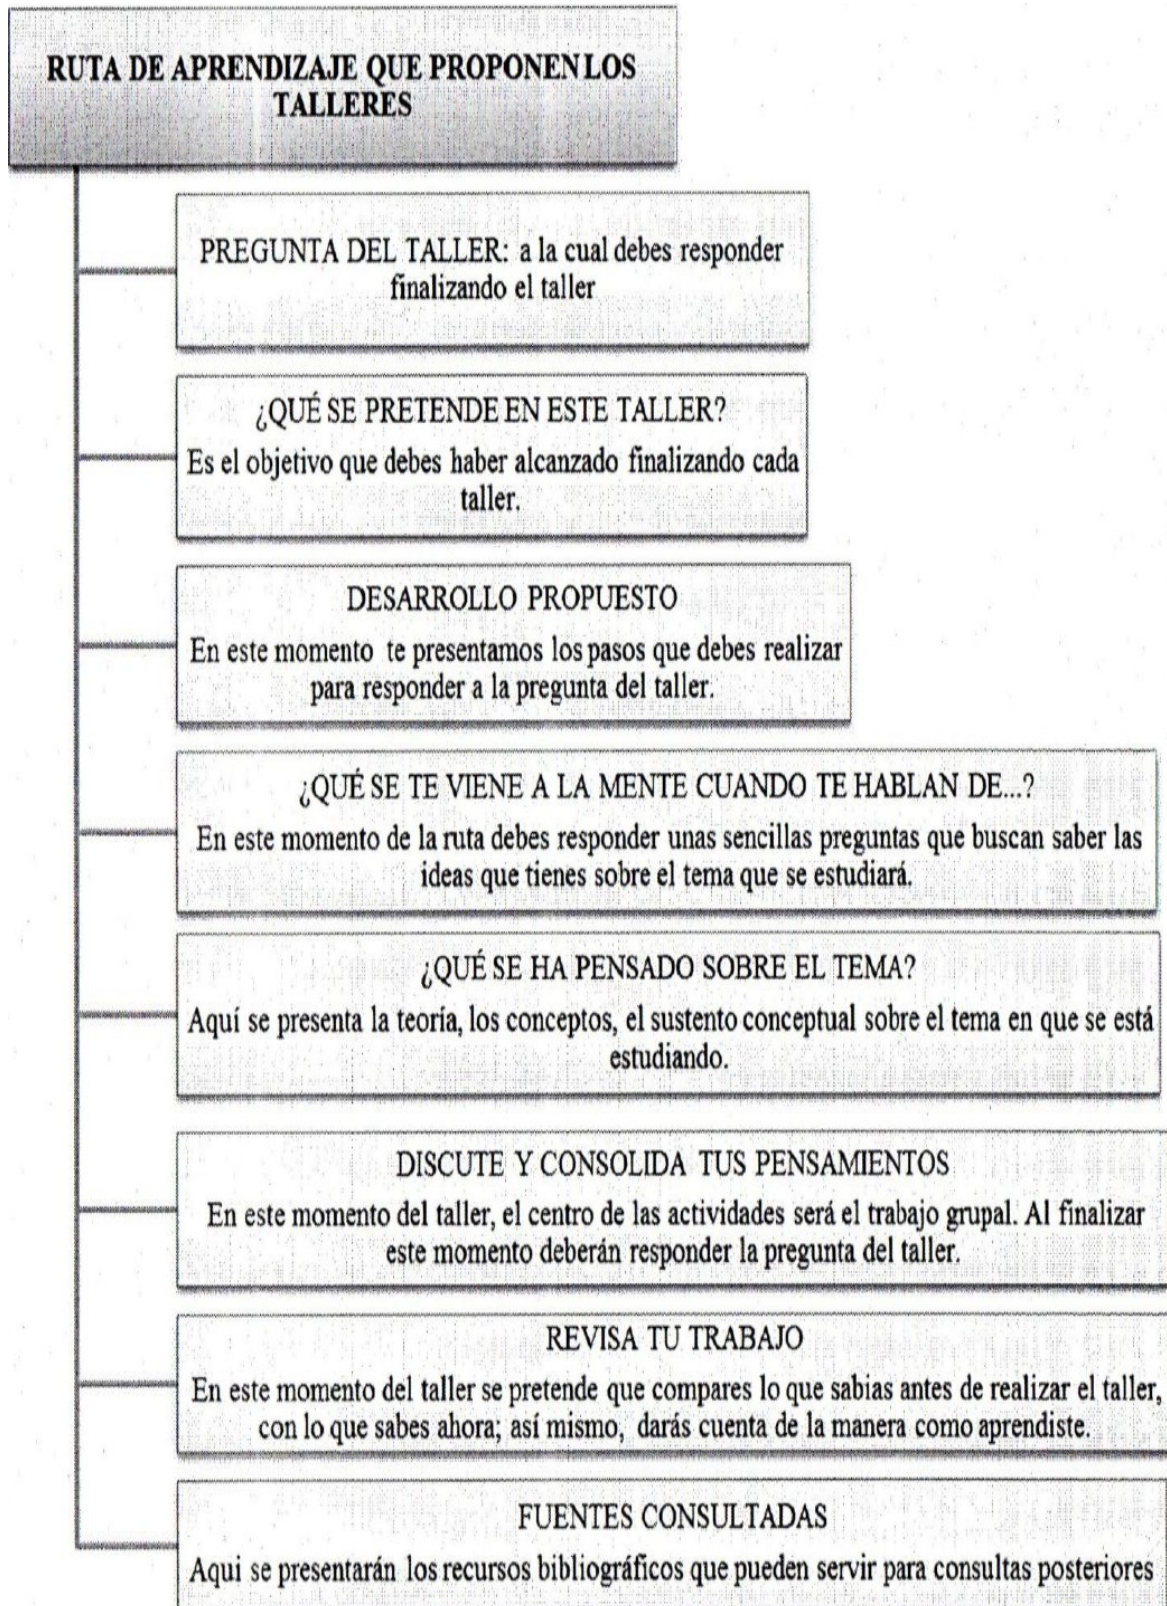 RUTA DE APRENDIZAJE QUE PROPONEN LOS
TALLERES
PREGUNTA DEL TALLER: a la cual debes responder
finalizando el taller
¿QUÉ SE PRETENDE EN ESTE TALLER?
Es el objetivo que debes haber alcanzado finalizando cada
taller.
DESARROLLO PROPUESTO
En este momento te presentamos los pasos que debes realizar
para responder a la pregunta del taller.
¿QUÉ SE TE VIENE A LA MENTE CUANDO TE HABLAN DE...?
En este momento de la ruta debes responder unas sencillas preguntas que buscan saber las
ideas que tienes sobre el tema que se estudiará.
¿QUÉ SE HA PENSADO SOBRE EL TEMA?
Aquí se presenta la teoría, los conceptos, el sustento conceptual sobre el tema en que se está
estudiando.
DISCUTE Y CONSOLIDA TUS PENSAMIENTOS
En este momento del taller, el centro de las actividades será el trabajo grupal. Al finalizar
este momento deberán responder la pregunta del taller.
REVISA TU TRABAJO
En este momento del taller se pretende que compares lo que sabias antes de realizar el taller,
con lo que sabes ahora; así mismo, darás cuenta de la manera como aprendiste.
FUENTES CONSULTADAS
Aqui se presentarán los recursos bibliográficos que pueden servir para consultas posteriores